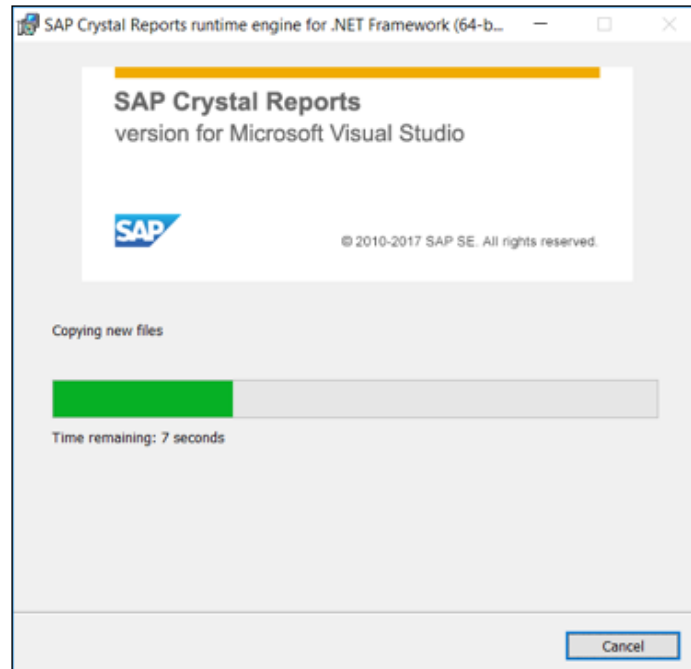 SAP Crystal Reports runtime engine for .NET Framework (64-b...
SAP Crystal Reports
version for Microsoft Visual Studio
SAP
© 2010-2017 SAP SE. All rights reserved.
Copying new files
Time remaining: 7 seconds
Cancel